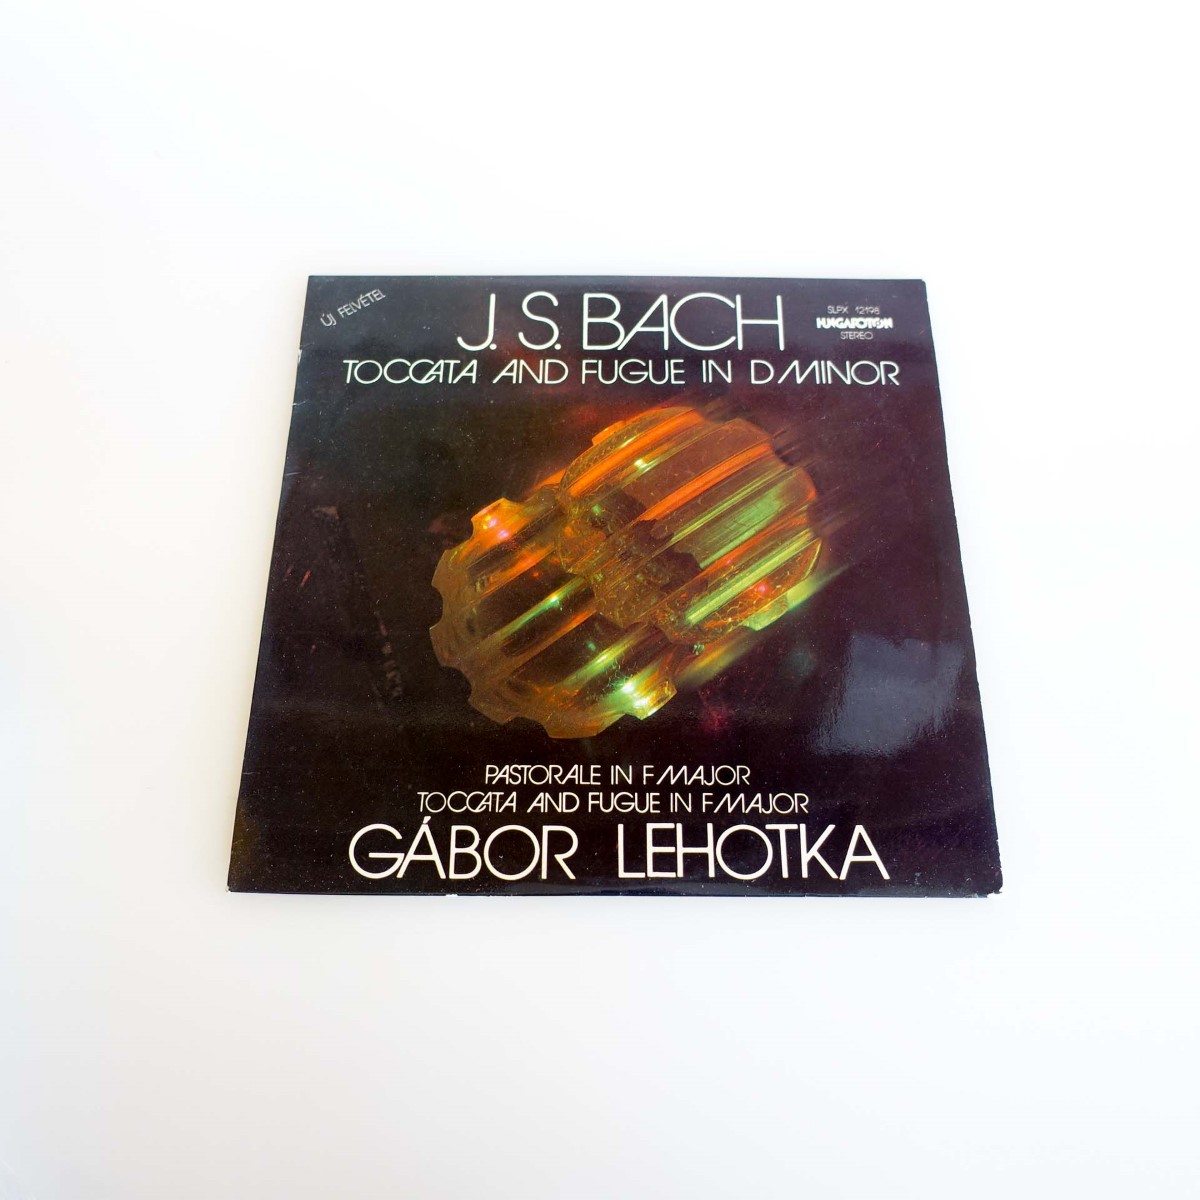 ÚJ FELVÉTEL
J. S. BACH
TOCCATA AND FUGUE IN D MINOR
SLPX 12198
HUNGAROTON
STEREO
PASTORALE IN F MAJOR
TOCCATA AND FUGUE IN F MAJOR
GÁBOR LEHOTKA